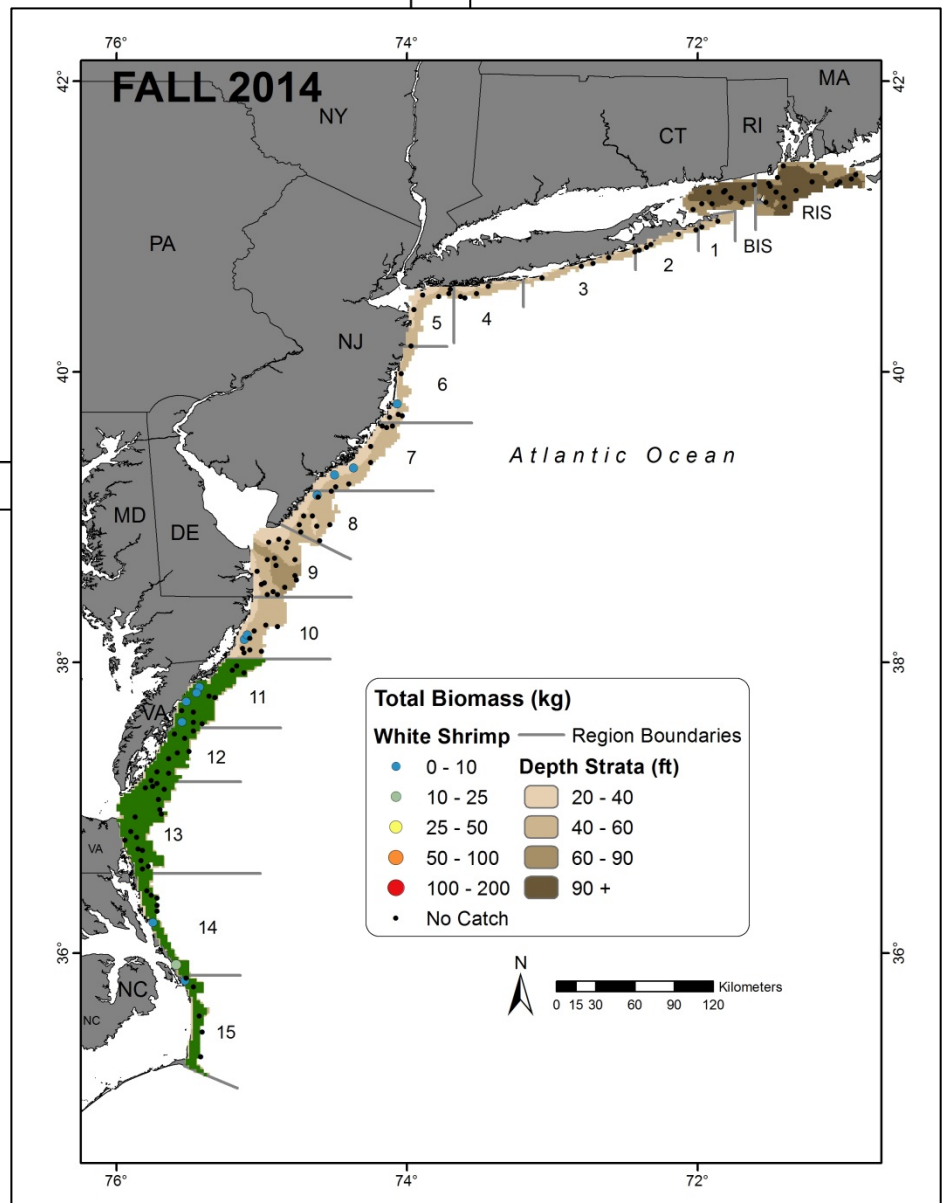 76°
74°
72°
FALL 2014
42°
42°
NY
MA
CT
RI
PA
RIS
BIS
1
2
3
4
5
NJ
40°
40°
6
7
Atlantic Ocean
MD
DE
8
9
10
38°
38°
11
VA
12
13
VA
14
36°
36°
NC
NC
15
Total Biomass (kg)
White Shrimp
Region Boundaries
0 - 10
Depth Strata (ft)
10 - 25
20 - 40
25 - 50
40 - 60
50 - 100
60 - 90
100 - 200
90 +
No Catch
N
Kilometers
0 15 30 60 90 120
76°
74°
72°